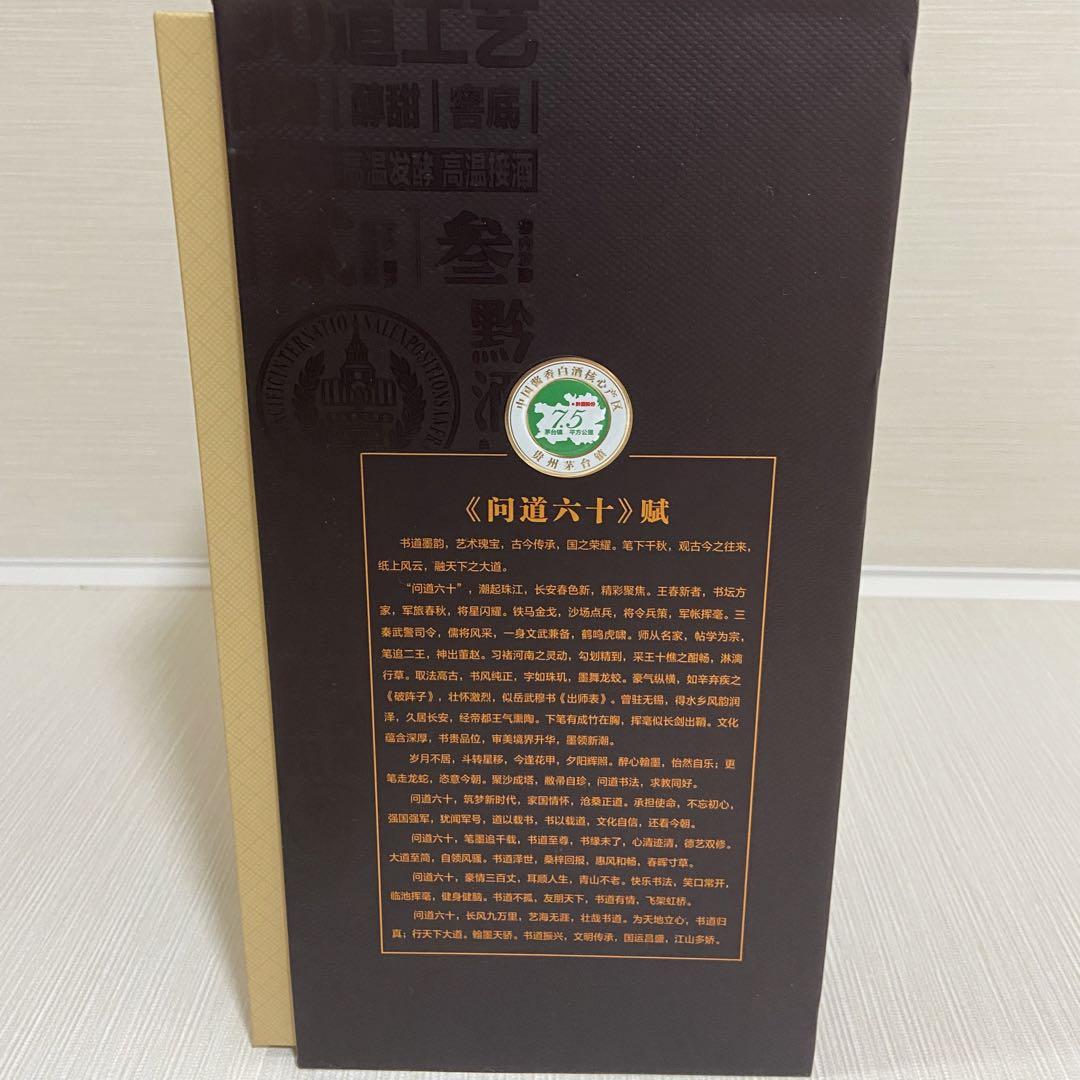 道工艺
醇甜 | 窖底 |
高温发酵 高温接酒
叁
黔酒
CIFICINTERNATIONALEXPOSITIONANFR
中国酱香白酒核心产区
7.5
茅台镇 平方公里
贵州茅台镇
《问道六十》赋
书道墨韵，艺术瑰宝，古今传承，国之荣耀。笔下千秋，观古今之往来，
纸上风云，融天下之大道。
“问道六十”，潮起珠江，长安春色新，精彩聚焦。王春新者，书坛方
家，军旅春秋，将星闪耀。铁马金戈，沙场点兵，将令兵策，军帐挥毫。三
秦武警司令，儒将风采，一身文武兼备，鹤鸣虎啸。师从名家，帖学为宗，
笔追二王，神出董赵。习褚河南之灵动，勾划精到，采王十樵之酣畅，淋漓
行草。取法高古，书风纯正，字如珠玑，墨舞龙蛟。豪气纵横，如辛弃疾之
《破阵子》，壮怀激烈，似岳武穆书《出师表》。曾驻无锡，得水乡风韵润
泽，久居长安，经帝都王气熏陶。下笔有成竹在胸，挥毫似长剑出鞘。文化
蕴含深厚，书贵品位，审美境界升华，墨领新潮。
岁月不居，斗转星移，今逢花甲，夕阳辉照。醉心翰墨，怡然自乐；更
笔走龙蛇，恣意今朝。聚沙成塔，敝帚自珍，问道书法，求教同好。
问道六十，筑梦新时代，家国情怀，沧桑正道。承担使命，不忘初心，
强国强军，犹闻军号，道以载书，书以载道，文化自信，还看今朝。
问道六十，笔墨追千载，书道至尊，书缘未了，心清迹清，德艺双修。
大道至简，自领风骚。书道泽世，桑梓回报，惠风和畅，春晖寸草。
问道六十，豪情三百丈，耳顺人生，青山不老。快乐书法，笑口常开，
临池挥毫，健身健脑。书道不孤，友朋天下，书道有情，飞架虹桥。
问道六十，长风九万里，艺海无涯，壮哉书道。为天地立心，书道归
真；行天下大道。翰墨天骄。书道振兴，文明传承，国运昌盛，江山多娇。